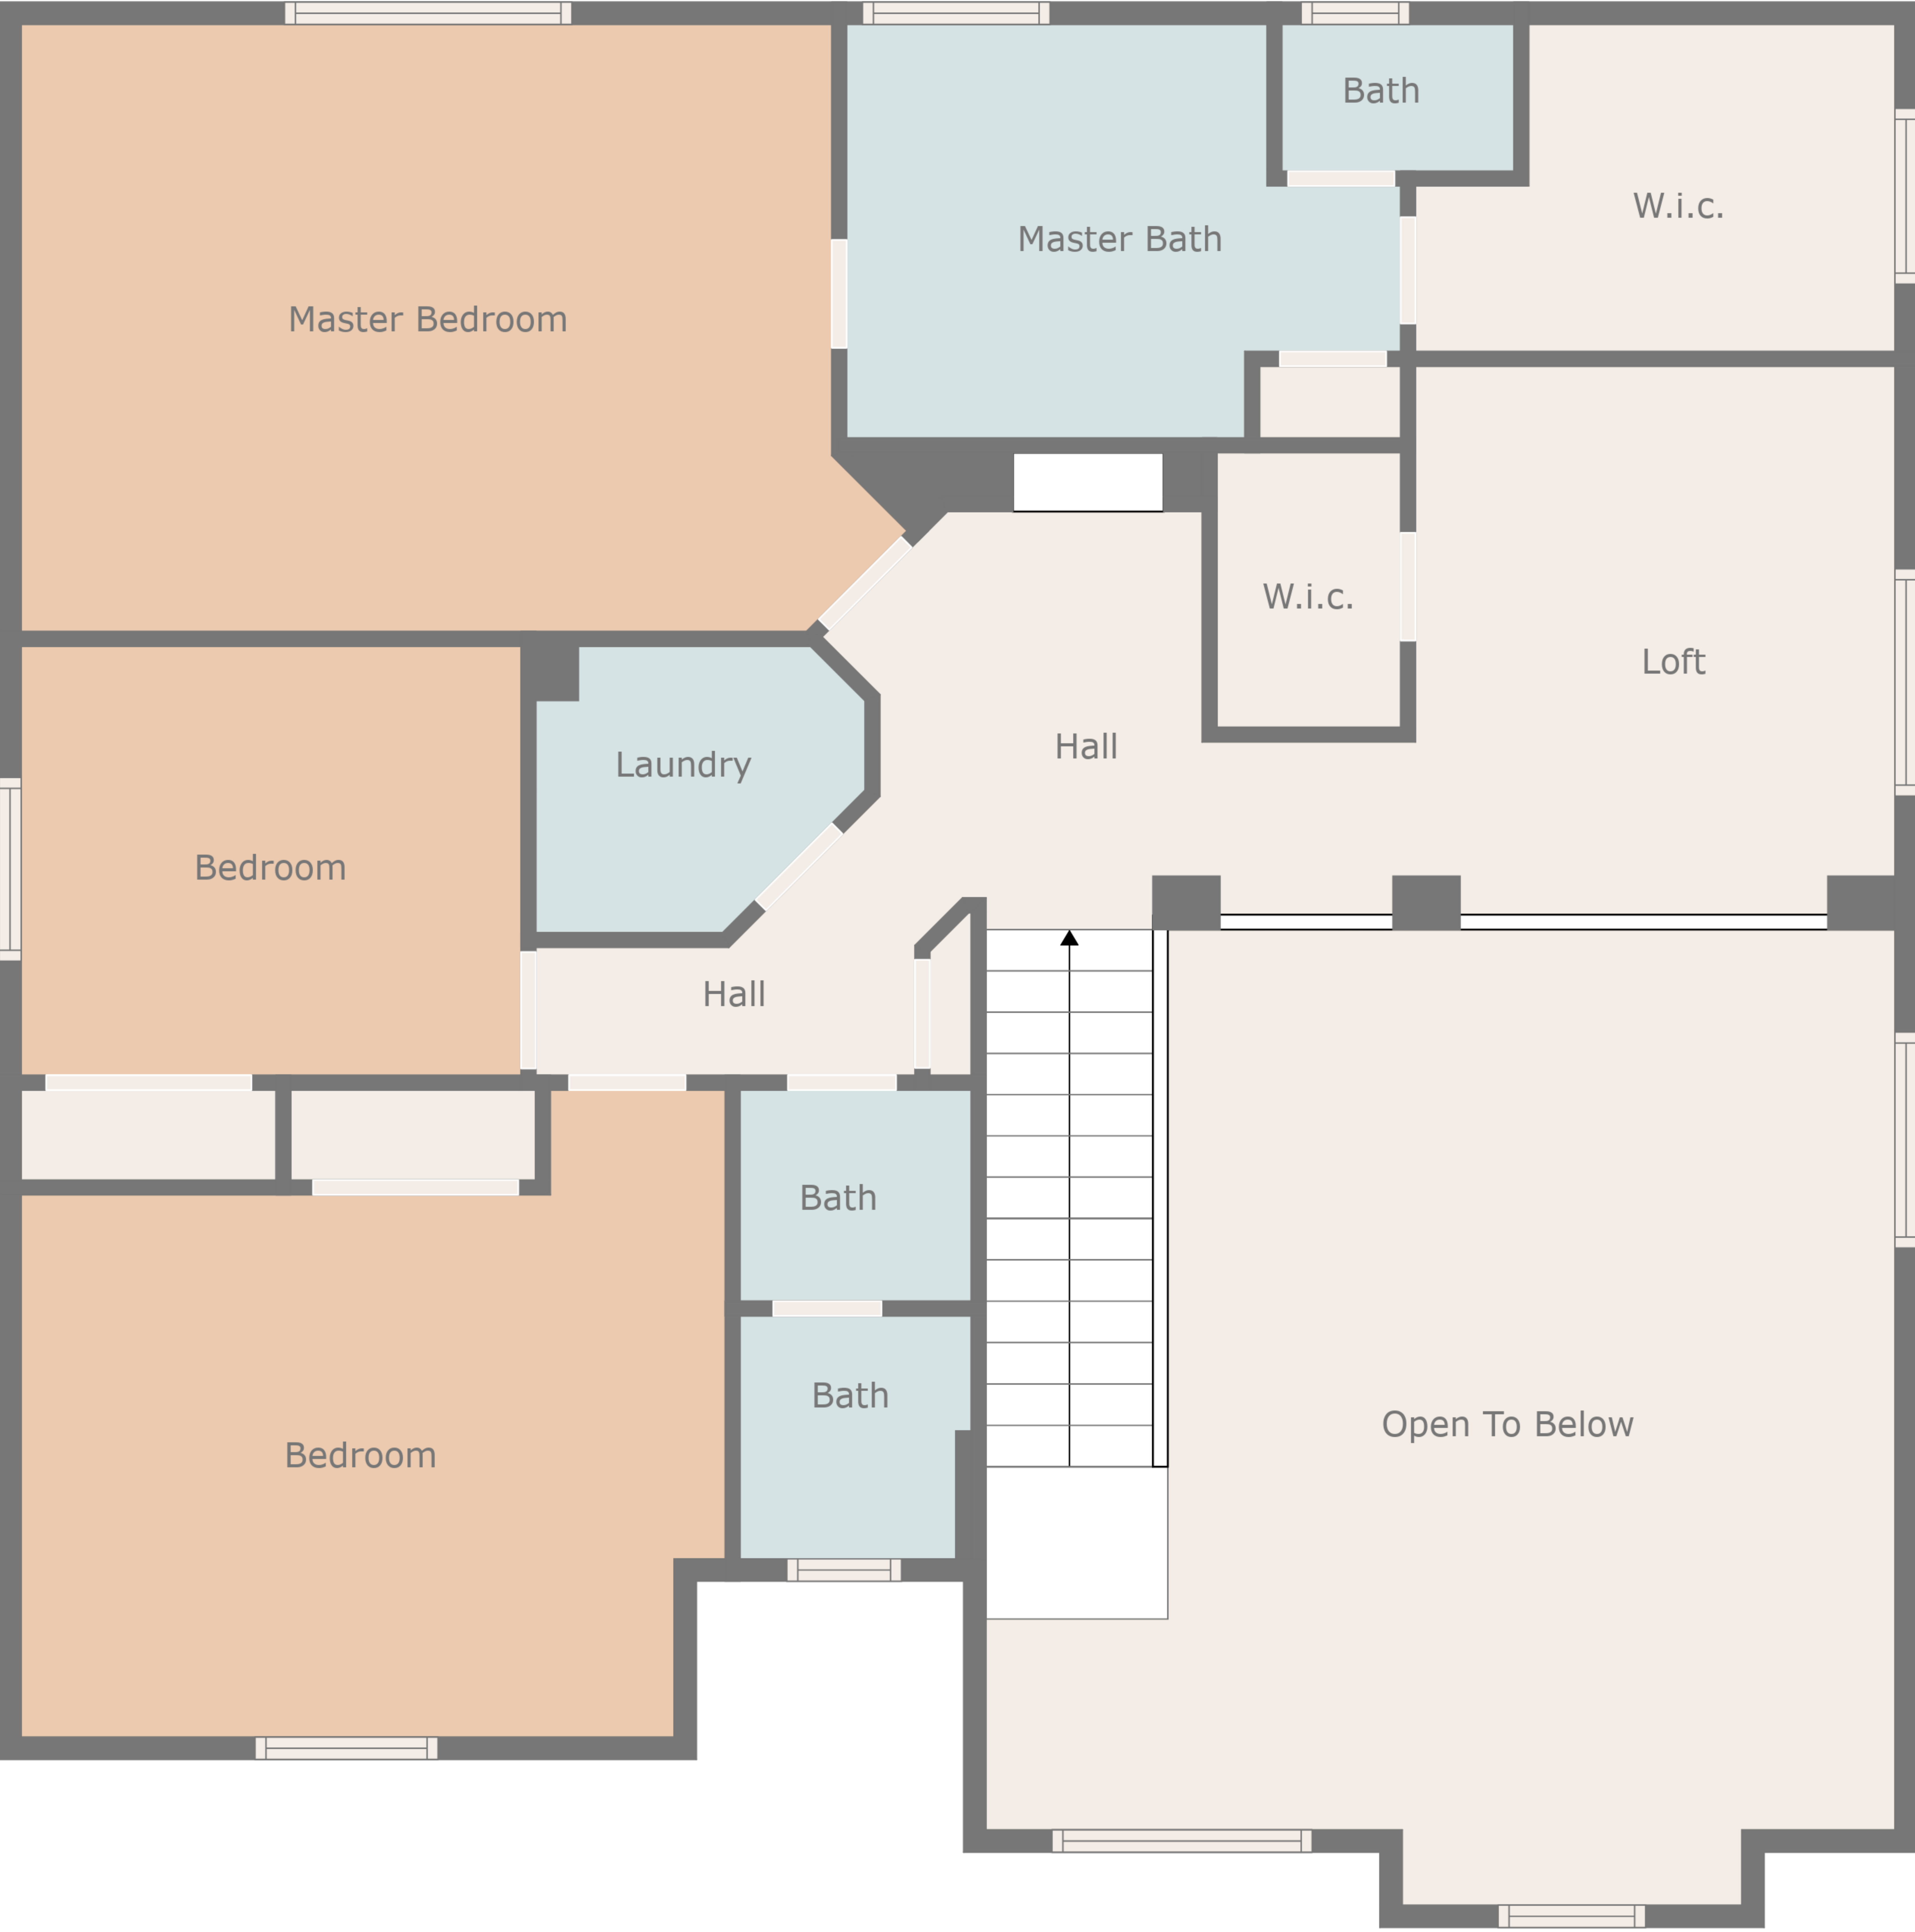 Bath
W.i.c.
Master Bath
Master Bedroom
W.i.c.
Loft
Hall
Laundry
Bedroom
Hall
Bath
Bath
Open To Below
Bedroom